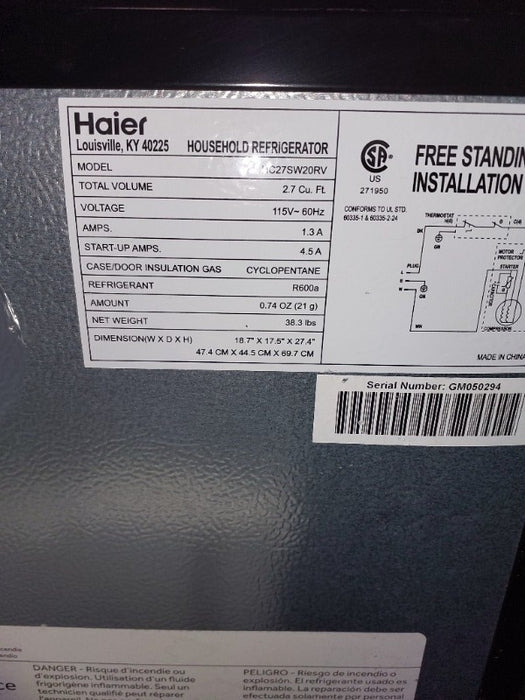 Haier
Louisville, KY 40225 HOUSEHOLD REFRIGERATOR
MODEL C27SW20RV
TOTAL VOLUME 2.7 Cu. Ft.
VOLTAGE 115V~ 60Hz
AMPS. 1.3 A
START-UP AMPS. 4.5 A
CASE/DOOR INSULATION GAS CYCLOPENTANE
REFRIGERANT R600a
AMOUNT 0.74 OZ (21 g)
NET WEIGHT 38.3 lbs
DIMENSION(W X D X H) 18.7" X 17.5" X 27.4"
47.4 CM X 44.5 CM X 69.7 CM
SA
US
271950
CONFORMS TO UL STD.
60335-1 & 60335-2-24
FREE STANDIN
INSTALLATION
THERMOSTAT
PLUG
L
GN
MOTOR
PROTECTOR
STARTER
WH
MADE IN CHINA
Serial Number: GM050294
DANGER - Risque d'incendie ou
d'explosion. Utilisation d'un fluide
frigorigène inflammable. Seul un
technicien qualifié peut réparer
PELIGRO - Riesgo de incendio o
explosión. El refrigerante usado es
inflamable. La reparación debe ser
efectuada solamente por personal